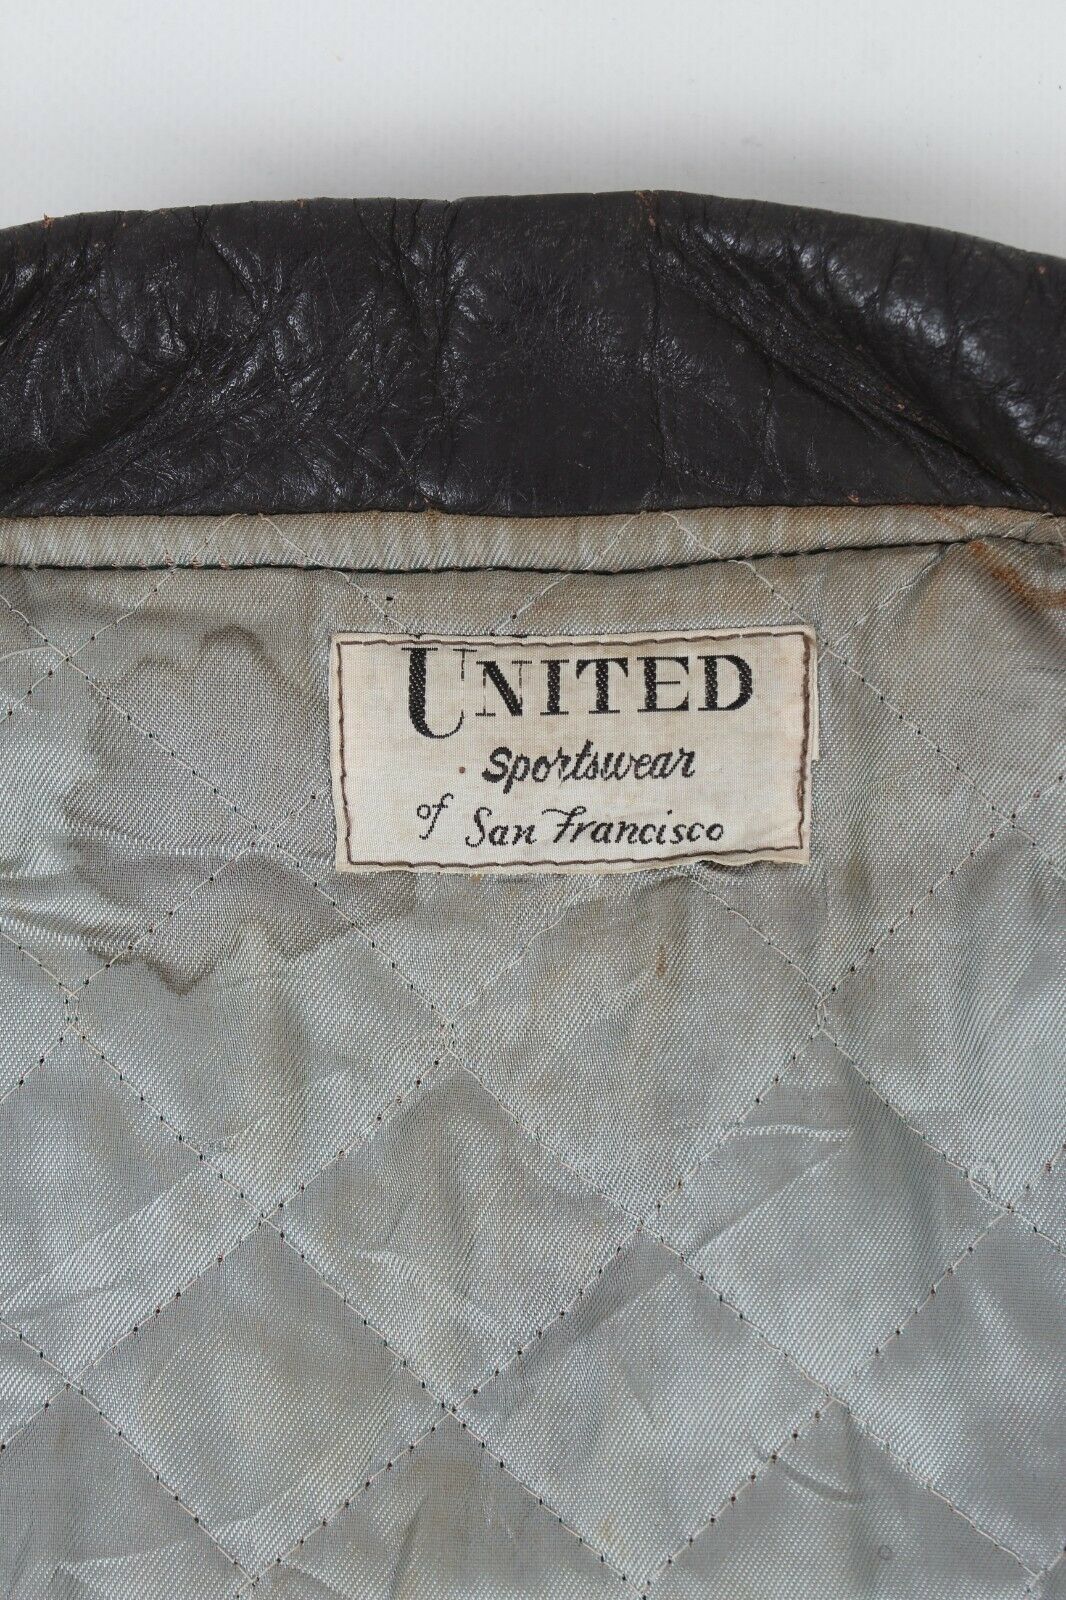 UNITED
Sportswear
of San Francisco